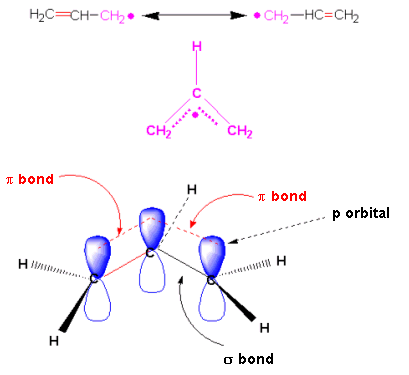 H₂C=CH—CH₂• •CH₂—HC=CH₂
H
C
CH₂ • CH₂
π bond
H
π bond
p orbital
H C C C H
H H
σ bond